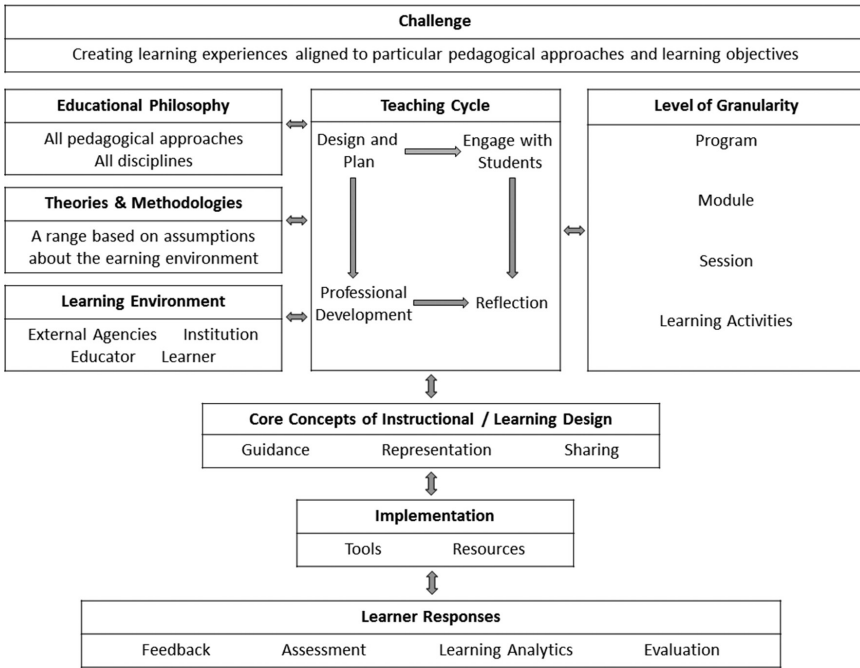 Challenge
Creating learning experiences aligned to particular pedagogical approaches and learning objectives
Educational Philosophy
All pedagogical approaches
All disciplines
Theories & Methodologies
A range based on assumptions
about the earning environment
Learning Environment
External Agencies Institution
Educator Learner
Teaching Cycle
Design and
Plan
Engage with
Students
Professional
Development
Reflection
Level of Granularity
Program
Module
Session
Learning Activities
Core Concepts of Instructional / Learning Design
Guidance Representation Sharing
Implementation
Tools Resources
Learner Responses
Feedback Assessment Learning Analytics Evaluation